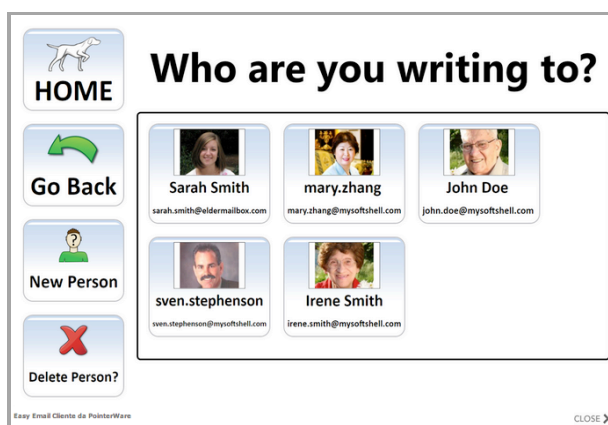 HOME
Who are you writing to?
Go Back
New Person
Delete Person?
Sarah Smith
sarah.smith@eldermailbox.com
mary.zhang
mary.zhang@mysoftshell.com
John Doe
john.doe@mysoftshell.com
sven.stephenson
sven.stephenson@mysoftshell.com
Irene Smith
irene.smith@mysoftshell.com
Easy Email Cliente da PointerWare
CLOSE X